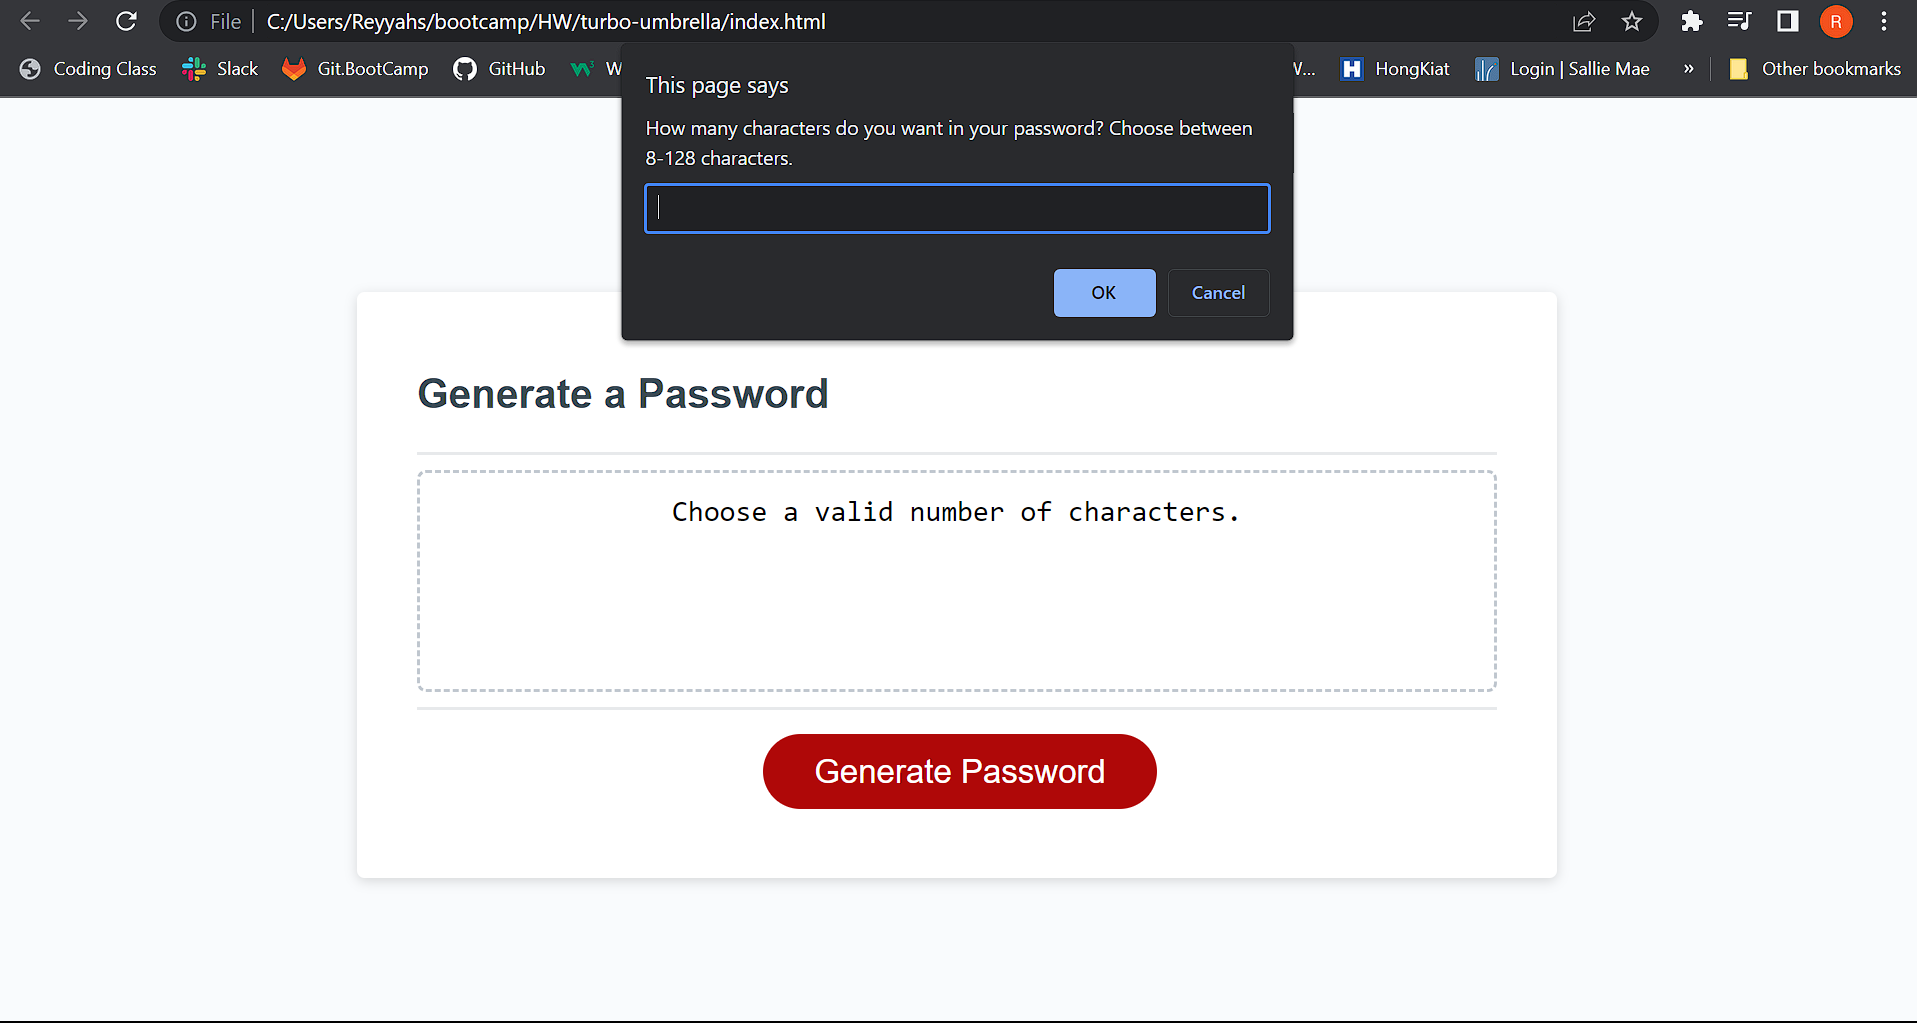 File C:/Users/Reyyahs/bootcamp/HW/turbo-umbrella/index.html R
Coding Class Slack Git.BootCamp GitHub HongKiat Login | Sallie Mae » Other bookmarks
This page says
How many characters do you want in your password? Choose between
8-128 characters.
OK Cancel
Generate a Password
Choose a valid number of characters.
Generate Password